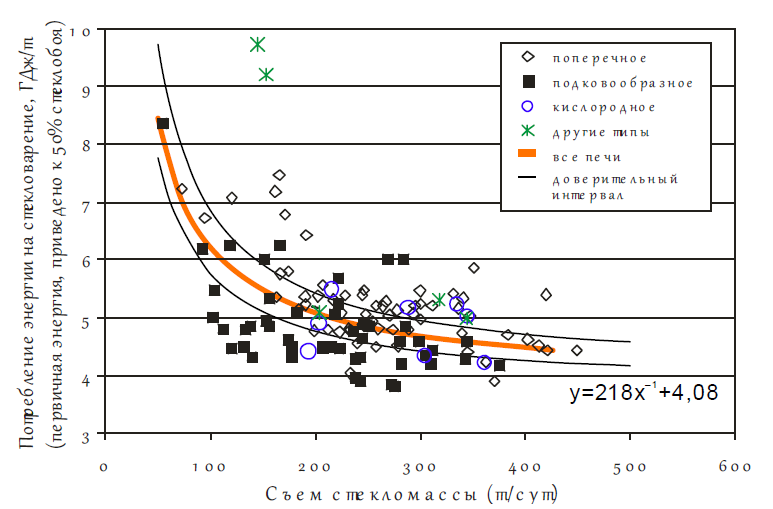 Потребление энергии на стекловарение, ГДж/т
(первичная энергия, приведено к 50% стеклобоя)
10
9
8
7
6
5
4
3
0 100 200 300 400 500 600
поперечное
подковообразное
кислородное
другие типы
все печи
доверительный
интервал
y=218x⁻¹+4,08
Съем стекломассы (т/сут)